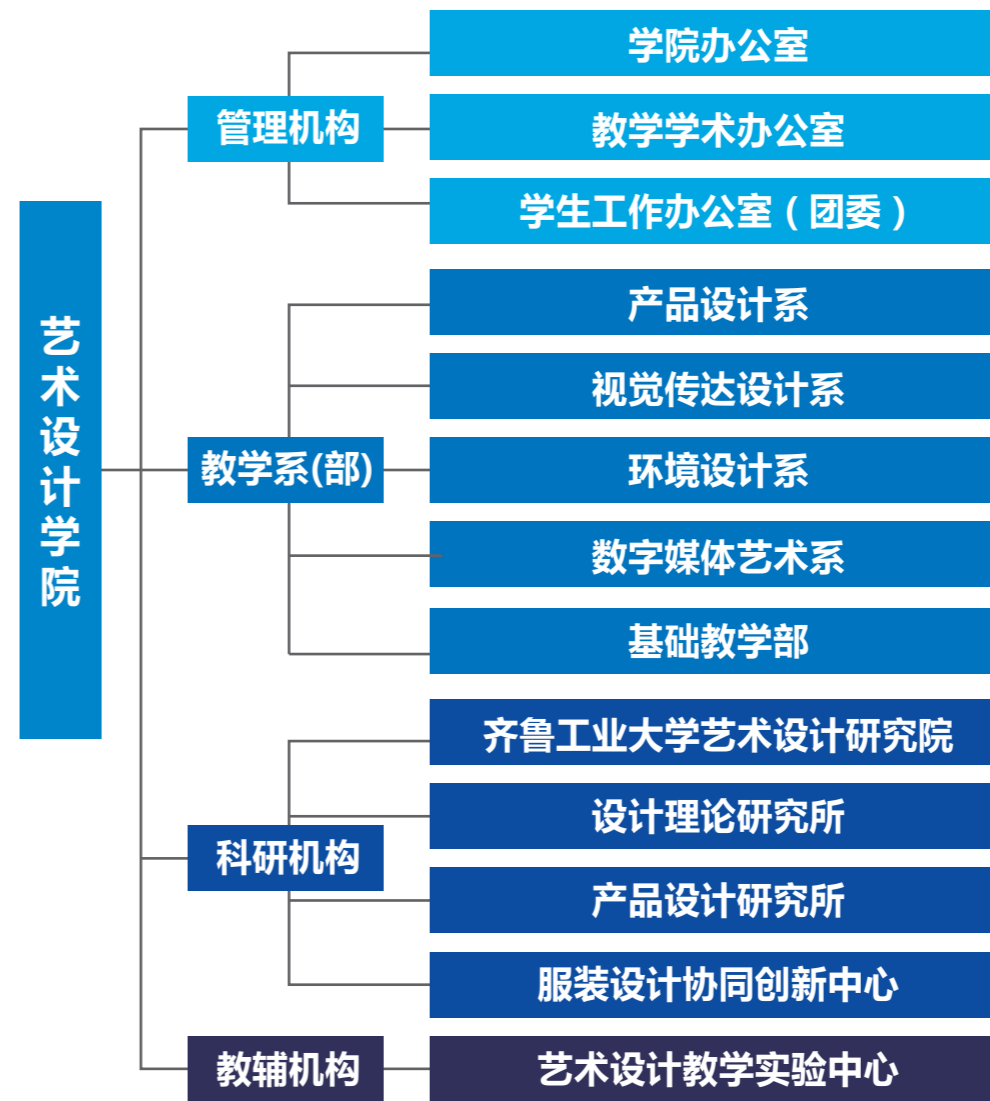 艺术设计学院
管理机构
学院办公室
教学学术办公室
学生工作办公室（团委）
教学系(部)
产品设计系
视觉传达设计系
环境设计系
数字媒体艺术系
基础教学部
科研机构
齐鲁工业大学艺术设计研究院
设计理论研究所
产品设计研究所
服装设计协同创新中心
教辅机构
艺术设计教学实验中心